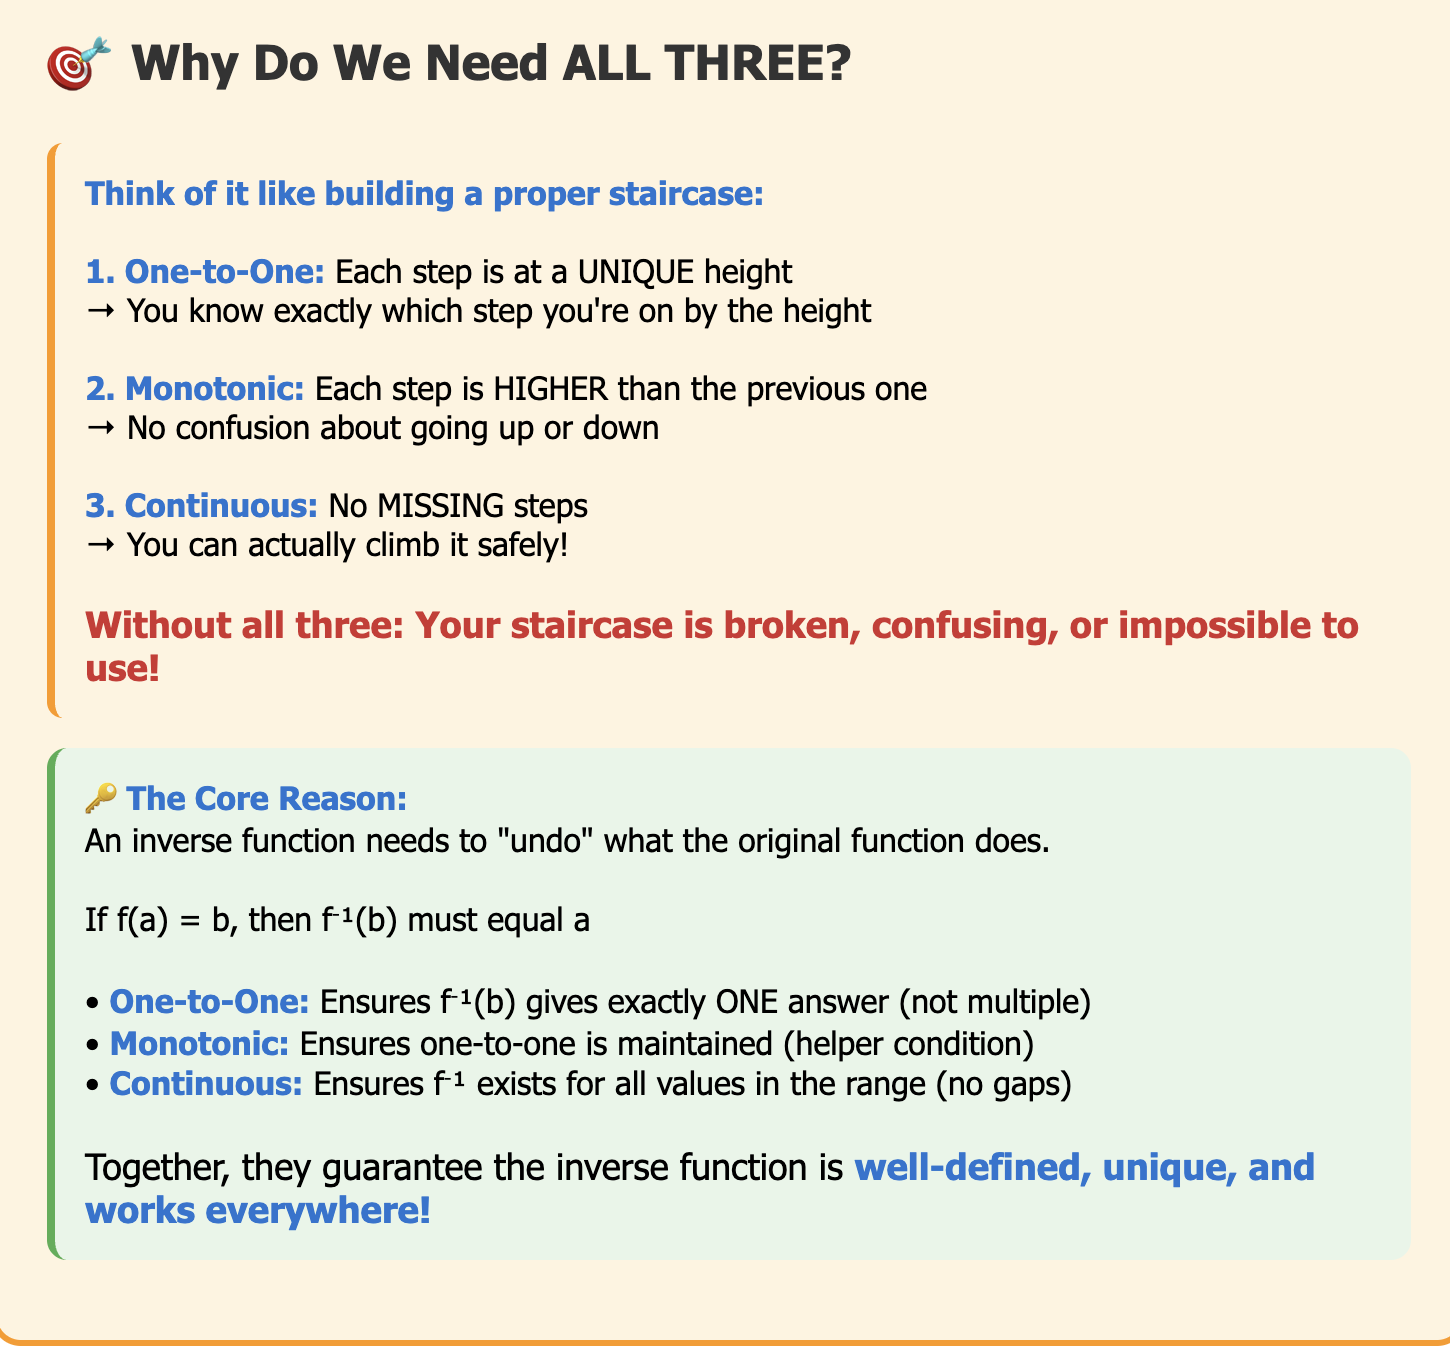 🎯 Why Do We Need ALL THREE?
Think of it like building a proper staircase:
1. One-to-One: Each step is at a UNIQUE height
→ You know exactly which step you're on by the height
2. Monotonic: Each step is HIGHER than the previous one
→ No confusion about going up or down
3. Continuous: No MISSING steps
→ You can actually climb it safely!
Without all three: Your staircase is broken, confusing, or impossible to
use!
🔑 The Core Reason:
An inverse function needs to "undo" what the original function does.
If f(a) = b, then f⁻¹(b) must equal a
• One-to-One: Ensures f⁻¹(b) gives exactly ONE answer (not multiple)
• Monotonic: Ensures one-to-one is maintained (helper condition)
• Continuous: Ensures f⁻¹ exists for all values in the range (no gaps)
Together, they guarantee the inverse function is well-defined, unique, and
works everywhere!